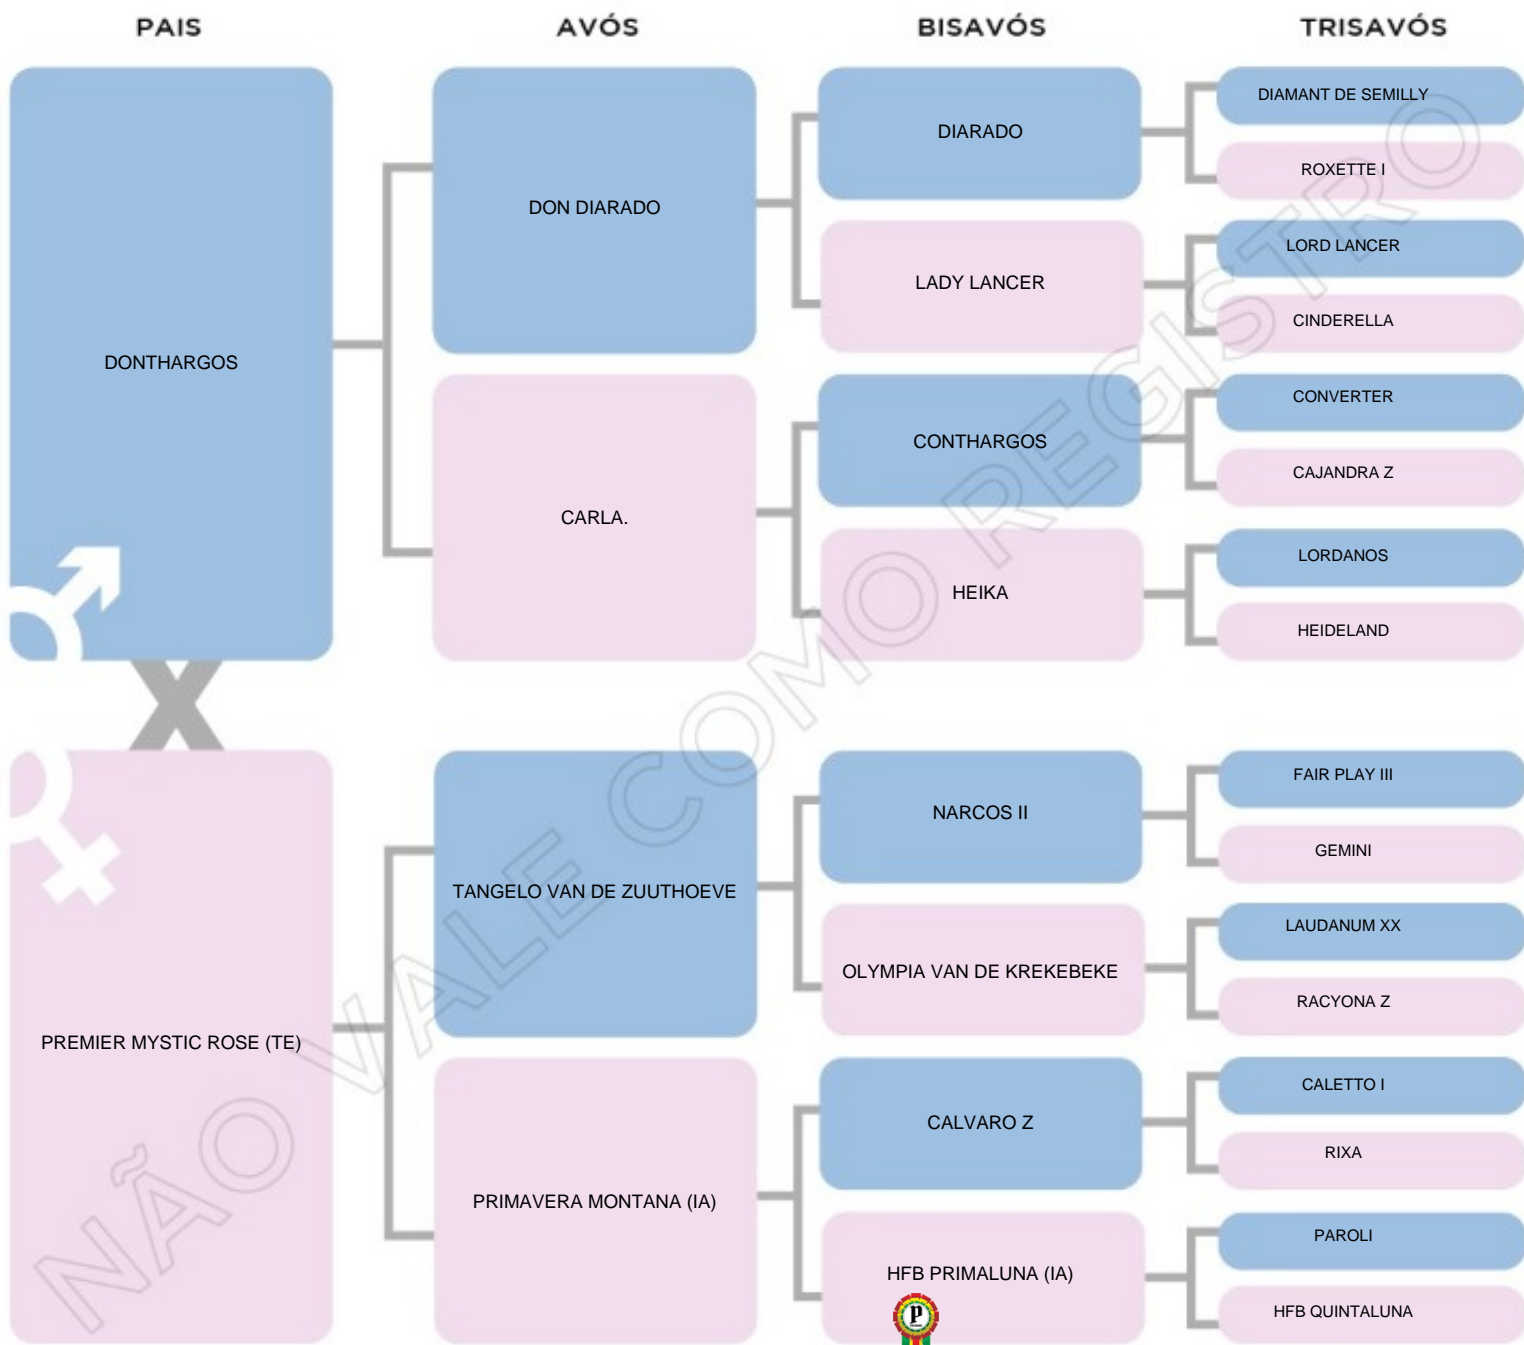 PAIS AVÓS BISAVÓS TRISAVÓS
DIAMANT DE SEMILLY
DIARADO
ROXETTE I
DON DIARADO
LORD LANCER
LADY LANCER
CINDERELLA
DONTHARGOS
CONVERTER
CONTHARGOS
CAJANDRA Z
CARLA.
LORDANOS
HEIKA
HEIDELAND
X
FAIR PLAY III
NARCOS II
GEMINI
TANGELO VAN DE ZUUTHOEVE
LAUDANUM XX
OLYMPIA VAN DE KREKEBEKE
RACYONA Z
PREMIER MYSTIC ROSE (TE)
CALETTO I
CALVARO Z
RIXA
PRIMAVERA MONTANA (IA)
PAROLI
HFB PRIMALUNA (IA)
HFB QUINTALUNA
p
NÃO VALE COMO REGISTRO